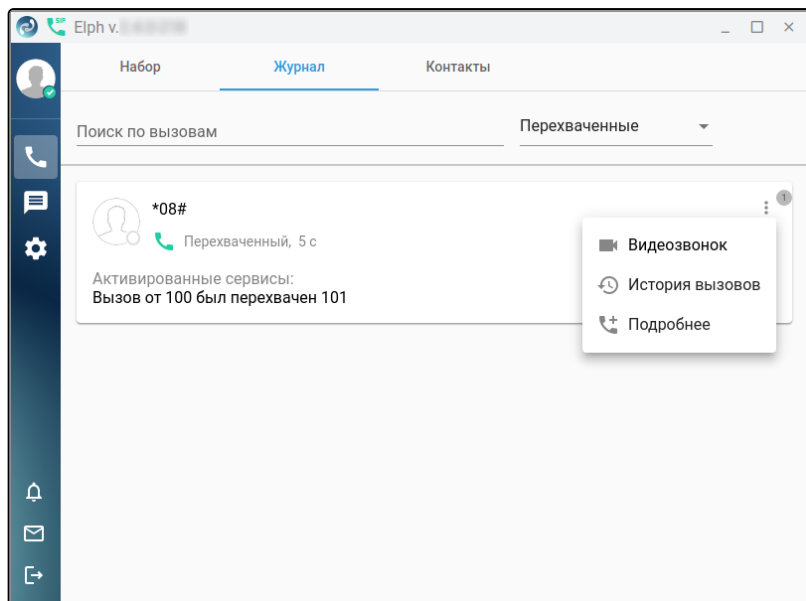 SIP
Elph v.
Набор
Журнал
Контакты
Поиск по вызовам
Перехваченные
*08#
1
Перехваченный, 5 с
Видеозвонок
Активированные сервисы:
История вызовов
Вызов от 100 был перехвачен 101
Подробнее